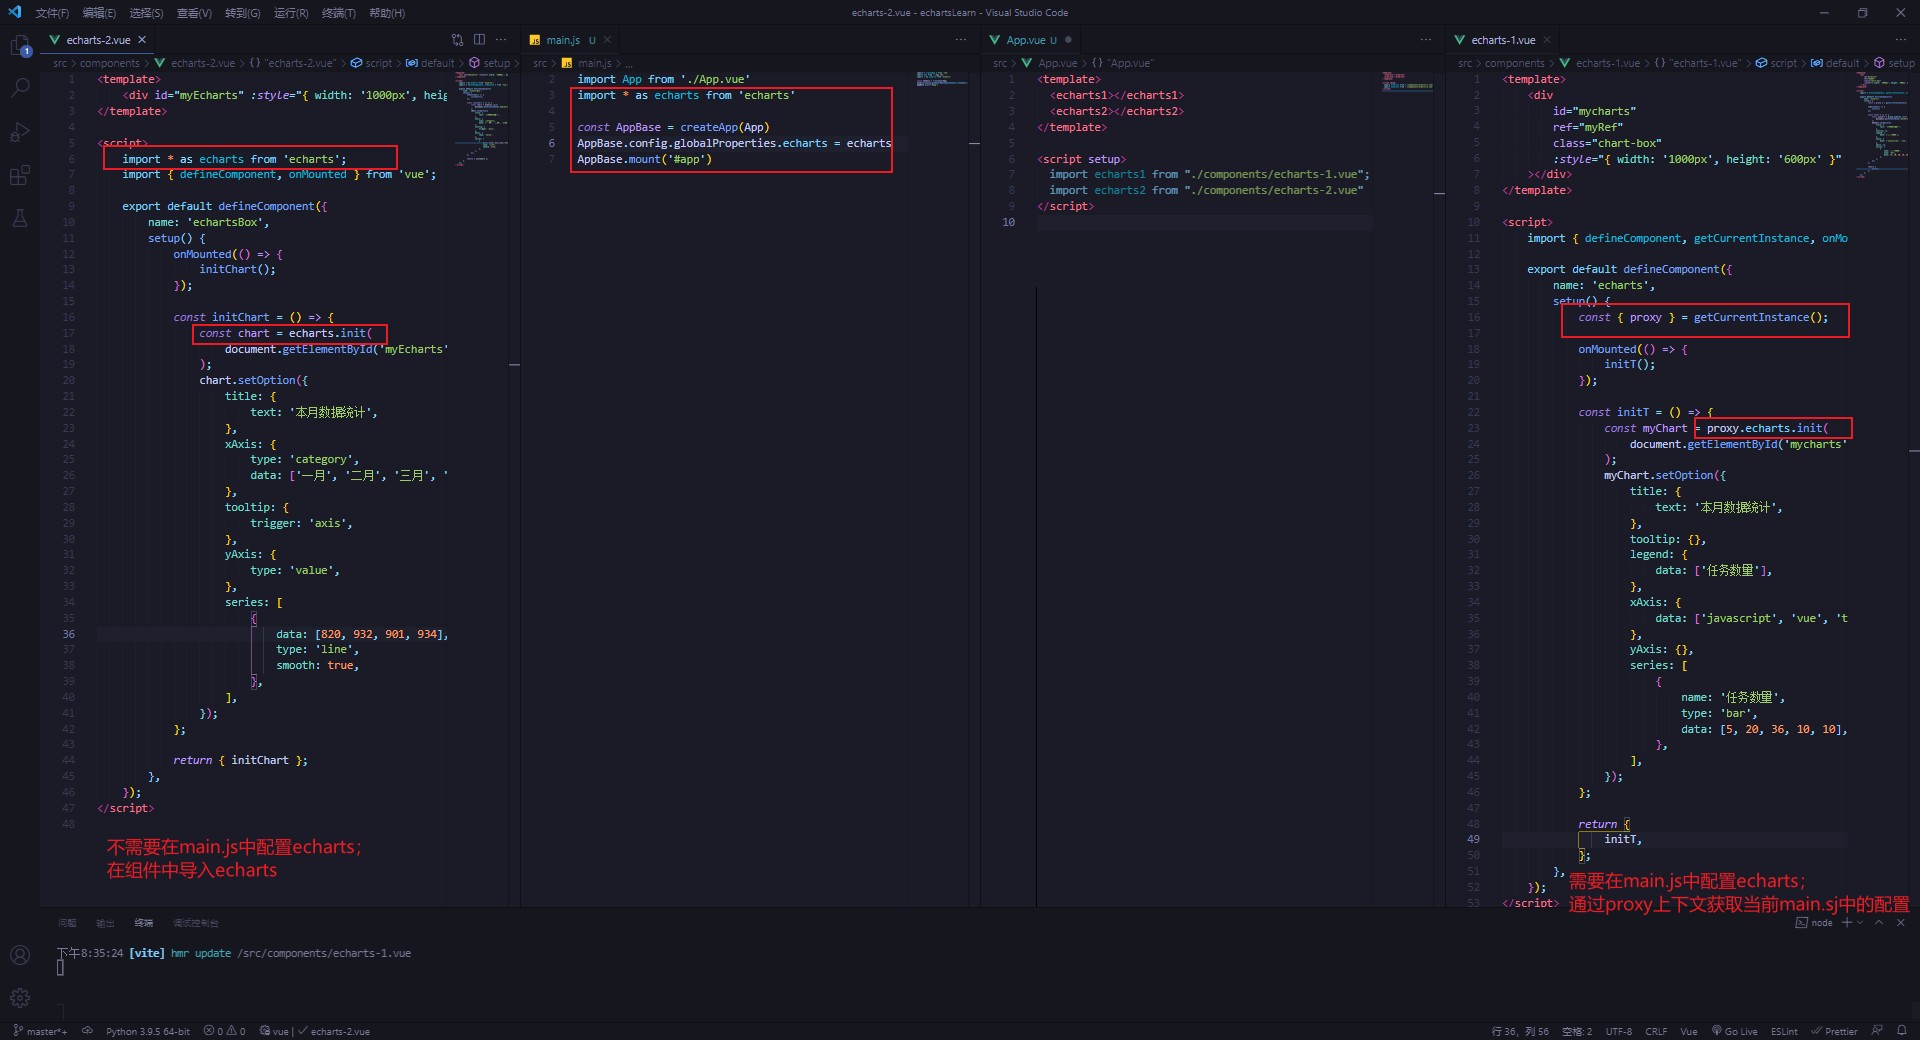 文件(F) 编辑(E) 选择(S) 查看(V) 转到(G) 运行(R) 终端(T) 帮助(H)
echarts-2.vue - echartsLearn - Visual Studio Code
echarts-2.vue
src > components > echarts-2.vue > {} "echarts-2.vue" > script > default > setup >
1 <template>
2 <div id="myEcharts" :style="{ width: '1000px', heig
3 </template>
4
5 <script>
6 import * as echarts from 'echarts';
7 import { defineComponent, onMounted } from 'vue';
8
9 export default defineComponent({
10 name: 'echartsBox',
11 setup() {
12 onMounted(() => {
13 initChart();
14 });
15
16 const initChart = () => {
17 const chart = echarts.init(
18 document.getElementById('myEcharts'
19 );
20 chart.setOption({
21 title: {
22 text: '本月数据统计',
23 },
24 xAxis: {
25 type: 'category',
26 data: ['一月', '二月', '三月', '
27 },
28 tooltip: {
29 trigger: 'axis',
30 },
31 yAxis: {
32 type: 'value',
33 },
34 series: [
35 {
36 data: [820, 932, 901, 934],
37 type: 'line',
38 smooth: true,
39 },
40 ],
41 });
42 };
43
44 return { initChart };
45 },
46 });
47 </script>
48
不需要在main.js中配置echarts;
在组件中导入echarts
main.js U
src > main.js > ...
2 import App from './App.vue'
3 import * as echarts from 'echarts'
4
5 const AppBase = createApp(App)
6 AppBase.config.globalProperties.echarts = echarts
7 AppBase.mount('#app')
App.vue U
src > App.vue > {} "App.vue"
1 <template>
2 <echarts1></echarts1>
3 <echarts2></echarts2>
4 </template>
5
6 <script setup>
7 import echarts1 from "./components/echarts-1.vue";
8 import echarts2 from "./components/echarts-2.vue"
9 </script>
10
echarts-1.vue
src > components > echarts-1.vue > {} "echarts-1.vue" > script > default > setup
1 <template>
2 <div
3 id="mycharts"
4 ref="myRef"
5 class="chart-box"
6 :style="{ width: '1000px', height: '600px' }"
7 ></div>
8 </template>
9
10 <script>
11 import { defineComponent, getCurrentInstance, onMo
12
13 export default defineComponent({
14 name: 'echarts',
15 setup() {
16 const { proxy } = getCurrentInstance();
17
18 onMounted(() => {
19 initT();
20 });
21
22 const initT = () => {
23 const myChart = proxy.echarts.init(
24 document.getElementById('mycharts'
25 );
26 myChart.setOption({
27 title: {
28 text: '本月数据统计',
29 },
30 tooltip: {},
31 legend: {
32 data: ['任务数量'],
33 },
34 xAxis: {
35 data: ['javascript', 'vue', 't
36 },
37 yAxis: {},
38 series: [
39 {
40 name: '任务数量',
41 type: 'bar',
42 data: [5, 20, 36, 10, 10],
43 },
44 ],
45 });
46 };
47
48 return {
49 initT,
50 };
51 },
52 });
53 </script>
需要在main.js中配置echarts;
通过proxy上下文获取当前main.sj中的配置
问题 输出 终端 调试控制台
node
下午8:35:24 [vite] hmr update /src/components/echarts-1.vue
master*+ Python 3.9.5 64-bit 0 0 vue | echarts-2.vue
行 36, 列 56 空格: 2 UTF-8 CRLF Vue Go Live ESLint Prettier